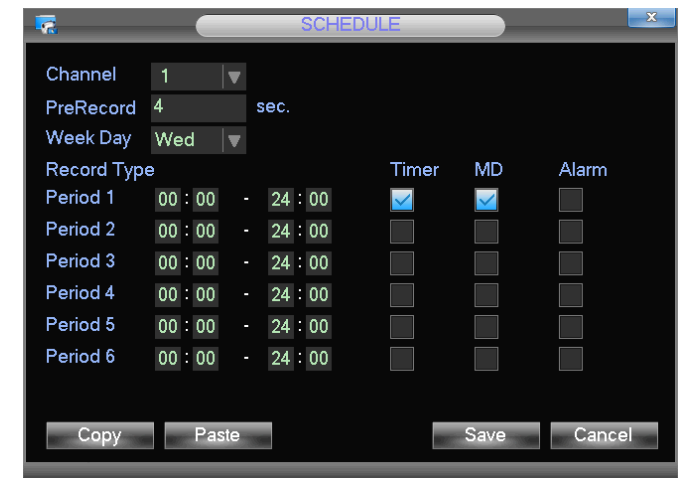 SCHEDULE x
Channel 1
PreRecord 4 sec.
Week Day Wed
Record Type Timer MD Alarm
Period 1 00 : 00 - 24 : 00
Period 2 00 : 00 - 24 : 00
Period 3 00 : 00 - 24 : 00
Period 4 00 : 00 - 24 : 00
Period 5 00 : 00 - 24 : 00
Period 6 00 : 00 - 24 : 00
Copy Paste Save Cancel